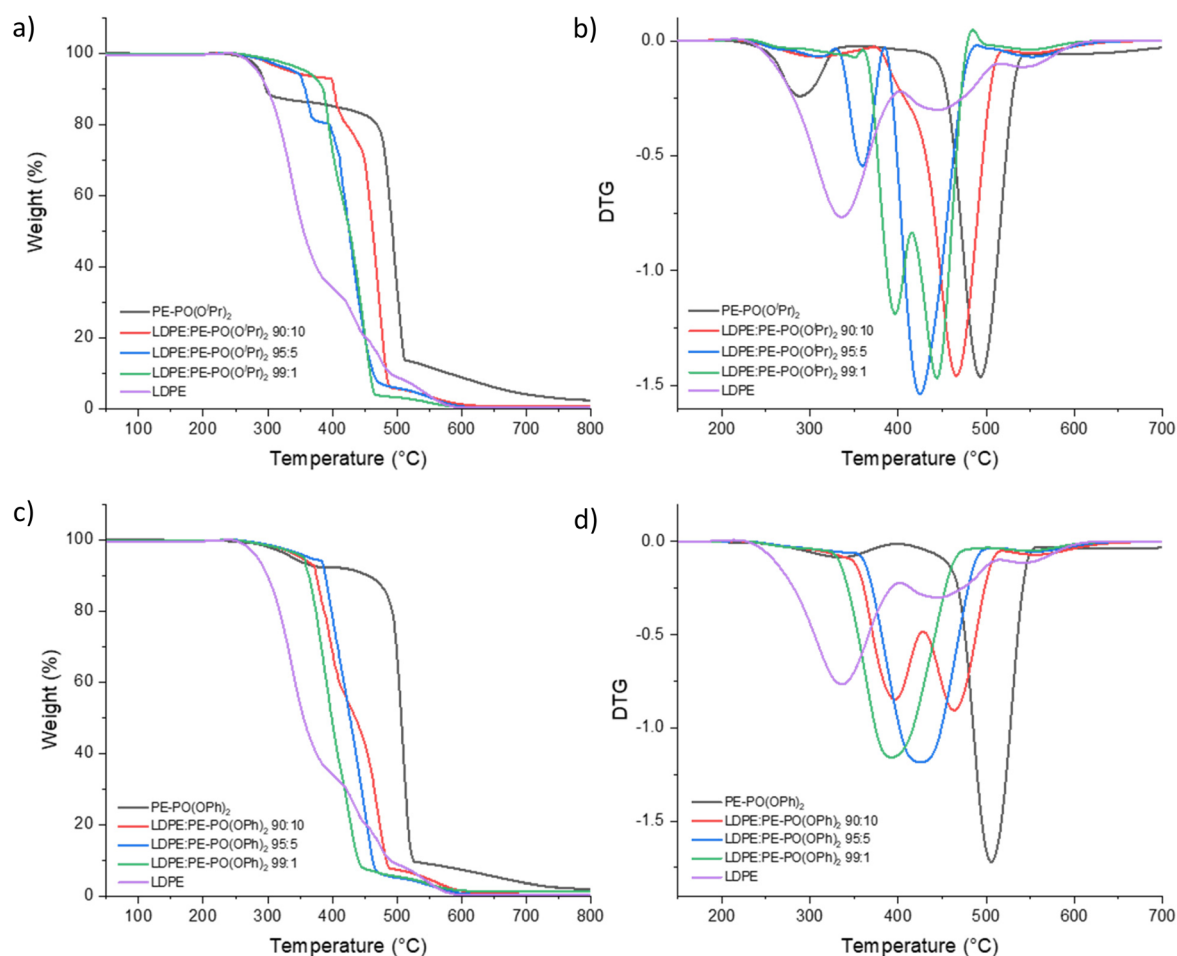 a)
100
80
60
40
20
0
Weight (%)
PE-PO(OⁱPr)₂
LDPE:PE-PO(OⁱPr)₂ 90:10
LDPE:PE-PO(OⁱPr)₂ 95:5
LDPE:PE-PO(OⁱPr)₂ 99:1
LDPE
100 200 300 400 500 600 700 800
Temperature (°C)
b)
0.0
-0.5
-1.0
-1.5
DTG
PE-PO(OⁱPr)₂
LDPE:PE-PO(OⁱPr)₂ 90:10
LDPE:PE-PO(OⁱPr)₂ 95:5
LDPE:PE-PO(OⁱPr)₂ 99:1
LDPE
200 300 400 500 600 700
Temperature (°C)
c)
100
80
60
40
20
0
Weight (%)
PE-PO(OPh)₂
LDPE:PE-PO(OPh)₂ 90:10
LDPE:PE-PO(OPh)₂ 95:5
LDPE:PE-PO(OPh)₂ 99:1
LDPE
100 200 300 400 500 600 700 800
Temperature (°C)
d)
0.0
-0.5
-1.0
-1.5
DTG
PE-PO(OPh)₂
LDPE:PE-PO(OPh)₂ 90:10
LDPE:PE-PO(OPh)₂ 95:5
LDPE:PE-PO(OPh)₂ 99:1
LDPE
200 300 400 500 600 700
Temperature (°C)